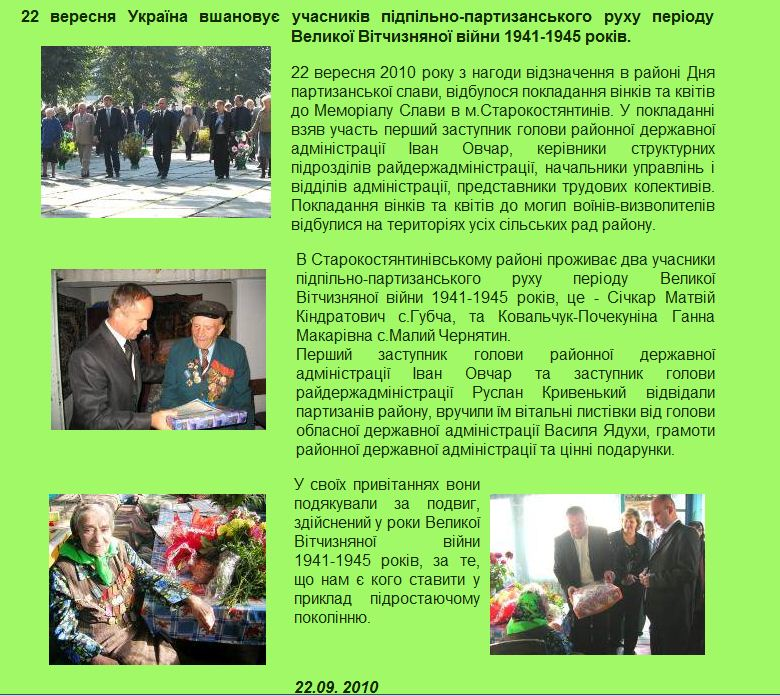 22 вересня Україна вшановує учасників підпільно-партизанського руху періоду
Великої Вітчизняної війни 1941-1945 років.
22 вересня 2010 року з нагоди відзначення в районі Дня
партизанської слави, відбулося покладання вінків та квітів
до Меморіалу Слави в м.Старокостянтинів. У покладанні
взяв участь перший заступник голови районної державної
адміністрації Іван Овчар, керівники структурних
підрозділів райдержадміністрації, начальники управлінь і
відділів адміністрації, представники трудових колективів.
Покладання вінків та квітів до могил воїнів-визволителів
відбулися на територіях усіх сільських рад району.
В Старокостянтинівському районі проживає два учасники
підпільно-партизанського руху періоду Великої
Вітчизняної війни 1941-1945 років, це - Січкар Матвій
Кіндратович с.Губча, та Ковальчук-Почекуніна Ганна
Макарівна с.Малий Чернятин.
Перший заступник голови районної державної
адміністрації Іван Овчар та заступник голови
райдержадміністрації Руслан Кривенький відвідали
партизанів району, вручили їм вітальні листівки від голови
обласної державної адміністрації Василя Ядухи, грамоти
районної державної адміністрації та цінні подарунки.
У своїх привітаннях вони
подякували за подвиг,
здійснений у роки Великої
Вітчизняної війни
1941-1945 років, за те,
що нам є кого ставити у
приклад підростаючому
поколінню.
22.09. 2010